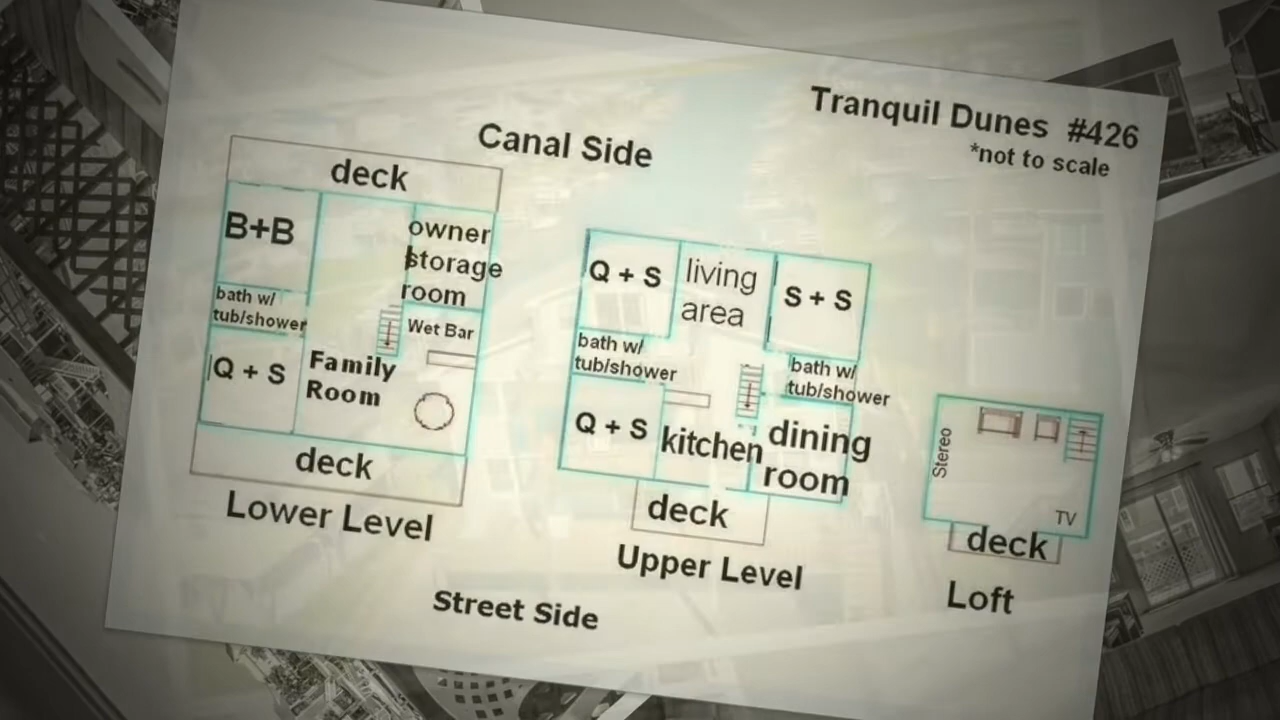 Tranquil Dunes #426
*not to scale
Canal Side
deck
B+B
owner
storage
room
bath w/
tub/shower
Wet Bar
Q + S
Family
Room
deck
Lower Level
Q + S
living
area
S + S
bath w/
tub/shower
bath w/
tub/shower
Q + S
kitchen
dining
room
deck
Upper Level
Stereo
TV
deck
Loft
Street Side